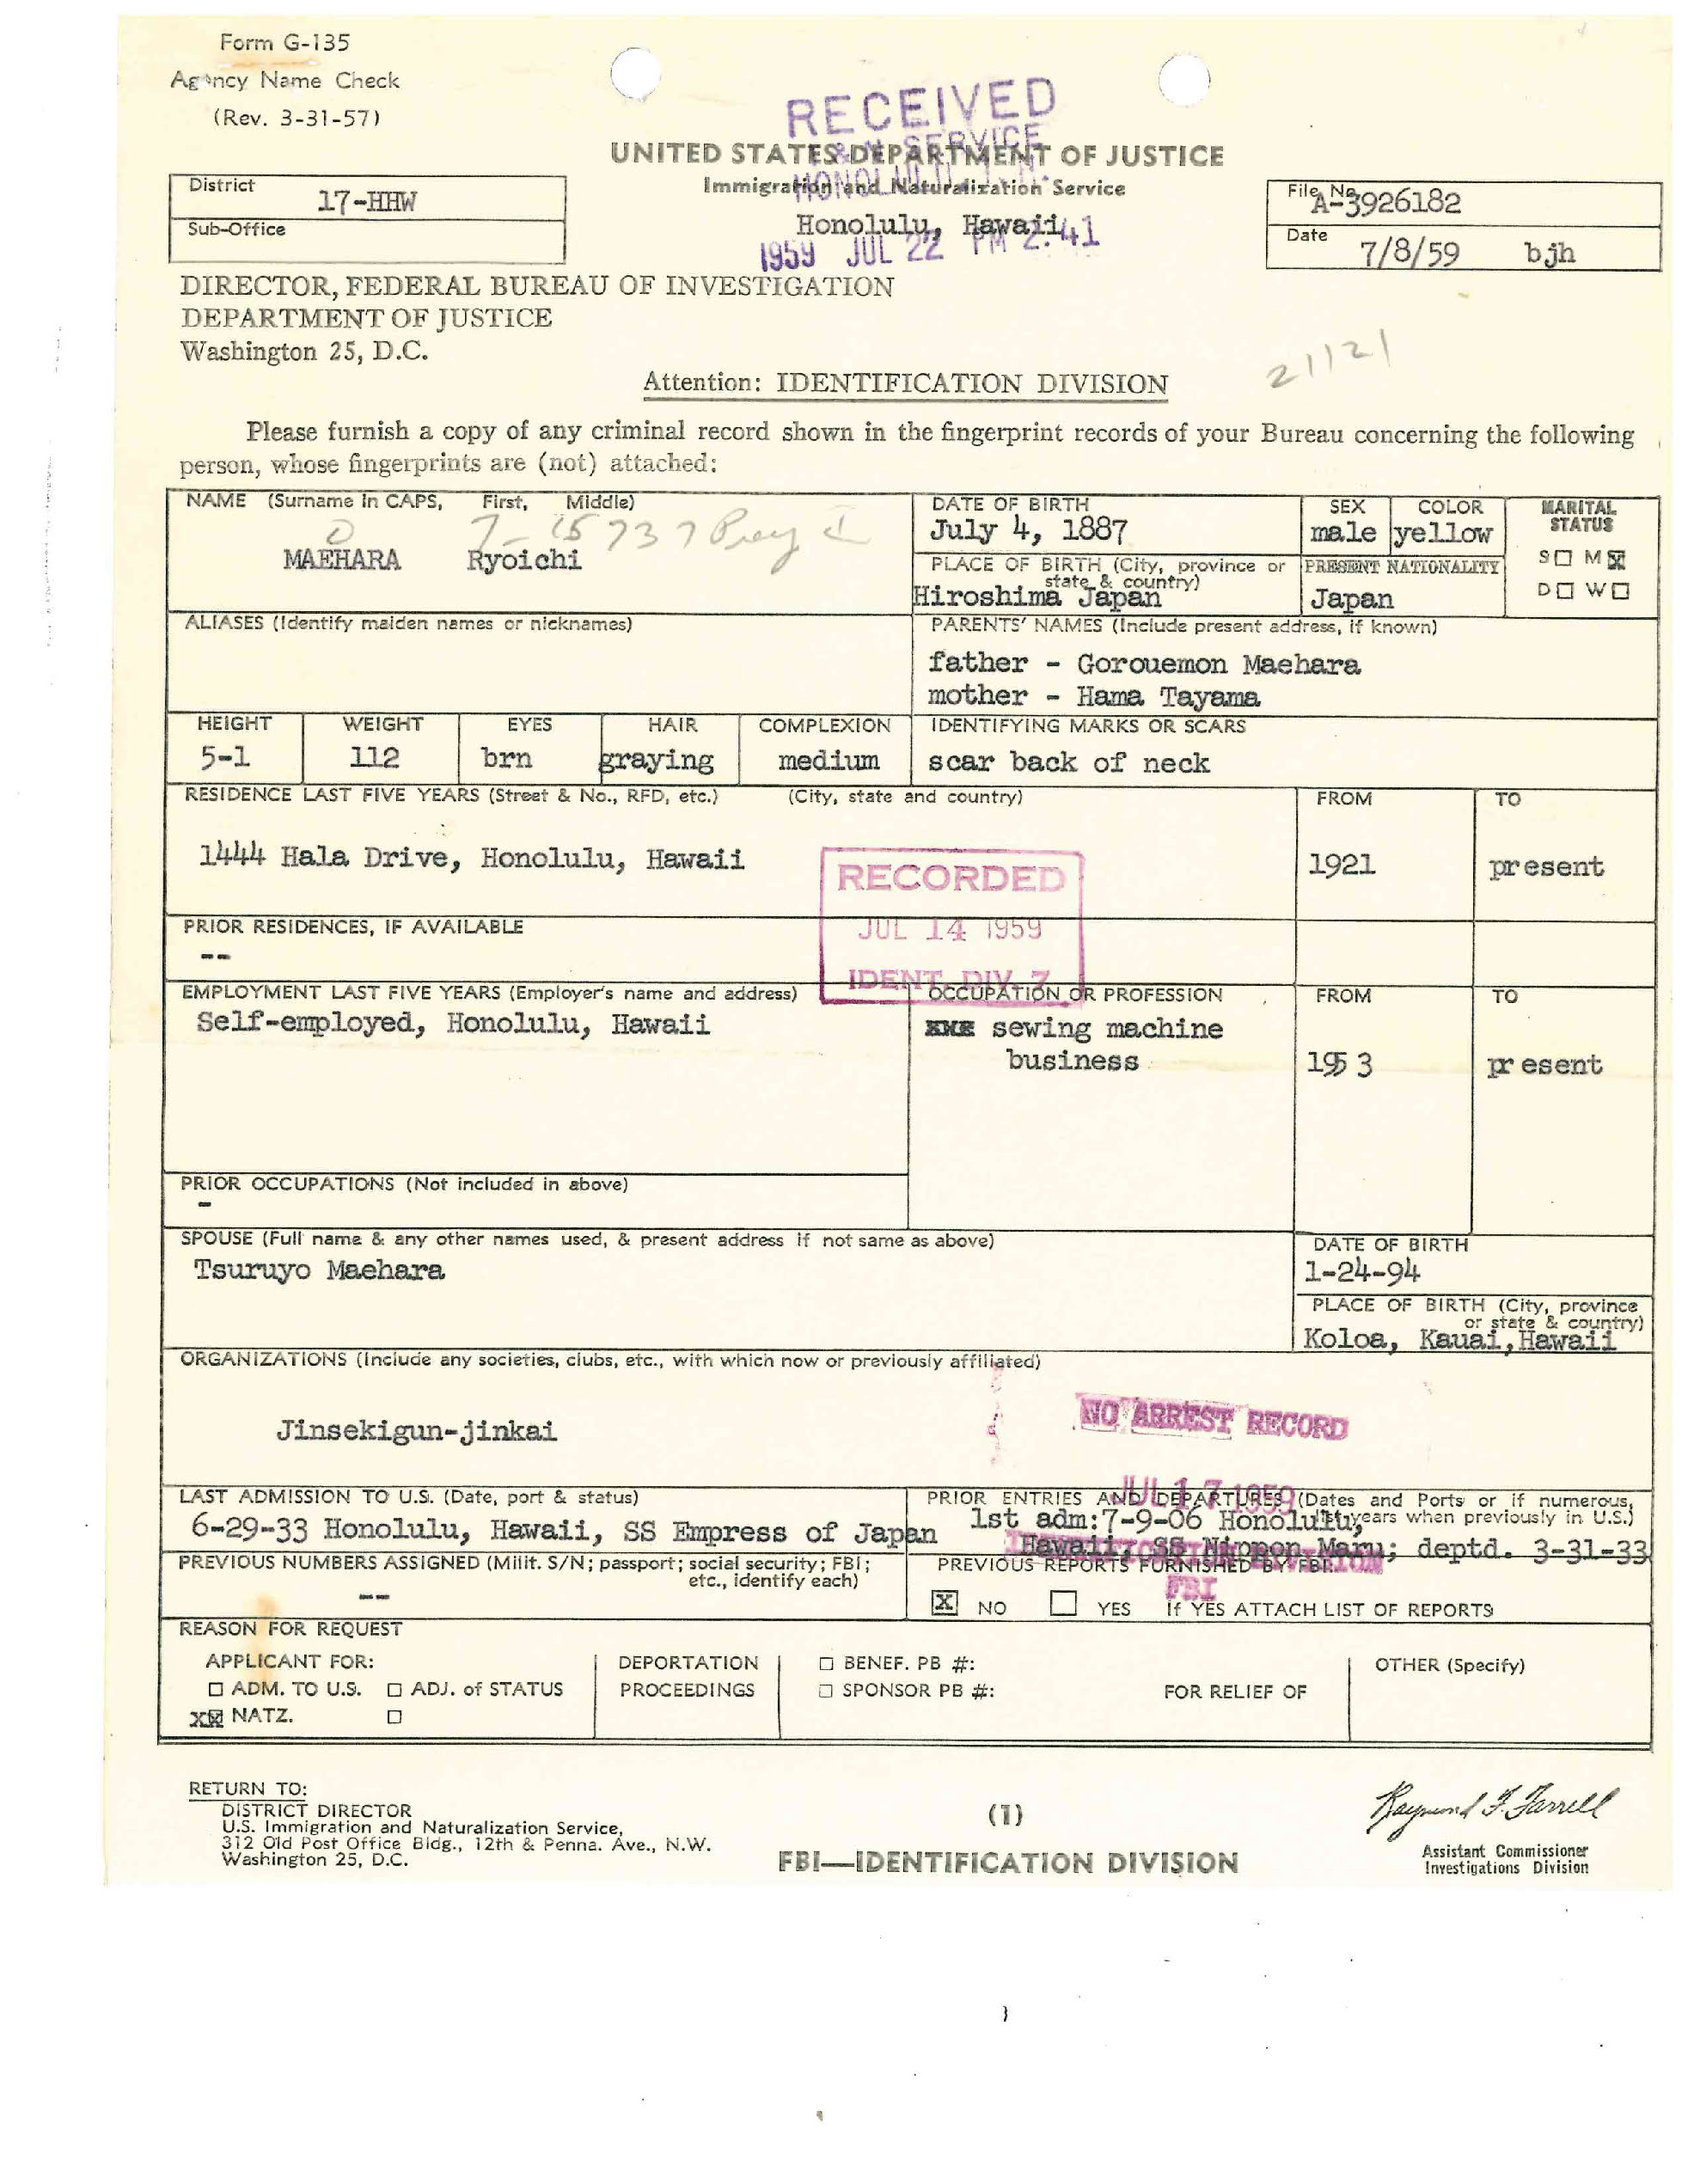 Form G-135
Agency Name Check
(Rev. 3-31-57)
RECEIVED
& N SERVICE
UNITED STATES DEPARTMENT OF JUSTICE
Immigration and Naturalization Service
Honolulu, Hawaii
1959 JUL 22 PM 2:41
District
17-HHW
Sub-Office
File No.
A-3926182
Date
7/8/59 bjh
DIRECTOR, FEDERAL BUREAU OF INVESTIGATION
DEPARTMENT OF JUSTICE
Washington 25, D.C.
21121
Attention: IDENTIFICATION DIVISION
Please furnish a copy of any criminal record shown in the fingerprint records of your Bureau concerning the following
person, whose fingerprints are (not) attached:
NAME (Surname in CAPS, First, Middle)
MAEHARA Ryoichi
DATE OF BIRTH
July 4, 1887
SEX
male
COLOR
yellow
MARITAL
STATUS
S☐ M☒
D☐ W☐
PLACE OF BIRTH (City, province or
state & country)
Hiroshima Japan
PRESENT NATIONALITY
Japan
ALIASES (Identify maiden names or nicknames)
PARENTS' NAMES (Include present address, if known)
father - Gorouemon Maehara
mother - Hama Tayama
HEIGHT
5-1
WEIGHT
112
EYES
brn
HAIR
graying
COMPLEXION
medium
IDENTIFYING MARKS OR SCARS
scar back of neck
RESIDENCE LAST FIVE YEARS (Street & No., RFD, etc.) (City, state and country) FROM TO
1444 Hala Drive, Honolulu, Hawaii 1921 present
RECORDED
JUL 14 1959
IDENT. DIV. 7
PRIOR RESIDENCES, IF AVAILABLE
--
EMPLOYMENT LAST FIVE YEARS (Employer's name and address) OCCUPATION OR PROFESSION FROM TO
Self-employed, Honolulu, Hawaii
sewing machine
business
1953 present
PRIOR OCCUPATIONS (Not included in above)
-
SPOUSE (Full name & any other names used, & present address if not same as above)
Tsuruyo Maehara
DATE OF BIRTH
1-24-94
PLACE OF BIRTH (City, province
or state & country)
Koloa, Kauai, Hawaii
ORGANIZATIONS (Include any societies, clubs, etc., with which now or previously affiliated)
Jinsekigun-jinkai
NO ARREST RECORD
JUL 17 1959
FBI
LAST ADMISSION TO U.S. (Date, port & status)
6-29-33 Honolulu, Hawaii, SS Empress of Japan
PRIOR ENTRIES AND DEPARTURES (Dates and Ports or if numerous,
years when previously in U.S.)
1st adm: 7-9-06 Honolulu,
Hawaii, SS Nippon Maru; deptd. 3-31-33
PREVIOUS NUMBERS ASSIGNED (Milit. S/N; passport; social security; FBI;
etc., identify each)
--
PREVIOUS REPORTS FURNISHED BY FBI:
☒ NO ☐ YES If YES ATTACH LIST OF REPORTS
REASON FOR REQUEST
APPLICANT FOR:
☐ ADM. TO U.S. ☐ ADJ. of STATUS
X☒ NATZ. ☐
DEPORTATION
PROCEEDINGS
☐ BENEF. PB #:
☐ SPONSOR PB #:
FOR RELIEF OF
OTHER (Specify)
RETURN TO:
DISTRICT DIRECTOR
U.S. Immigration and Naturalization Service,
312 Old Post Office Bldg., 12th & Penna. Ave., N.W.
Washington 25, D.C.
(1)
FBI—IDENTIFICATION DIVISION
Raymond F. Farrell
Assistant Commissioner
Investigations Division